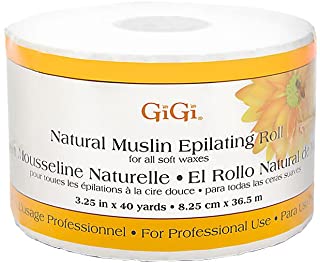 GiGi
Natural Muslin Epilating Roll
for all soft waxes
Mousseline Naturelle • El Rollo Natural de
pour toutes les épilations à la cire douce • para todas las ceras suaves
3.25 in x 40 yards • 8.25 cm x 36.5 m
Usage Professionnel • For Professional Use • Para